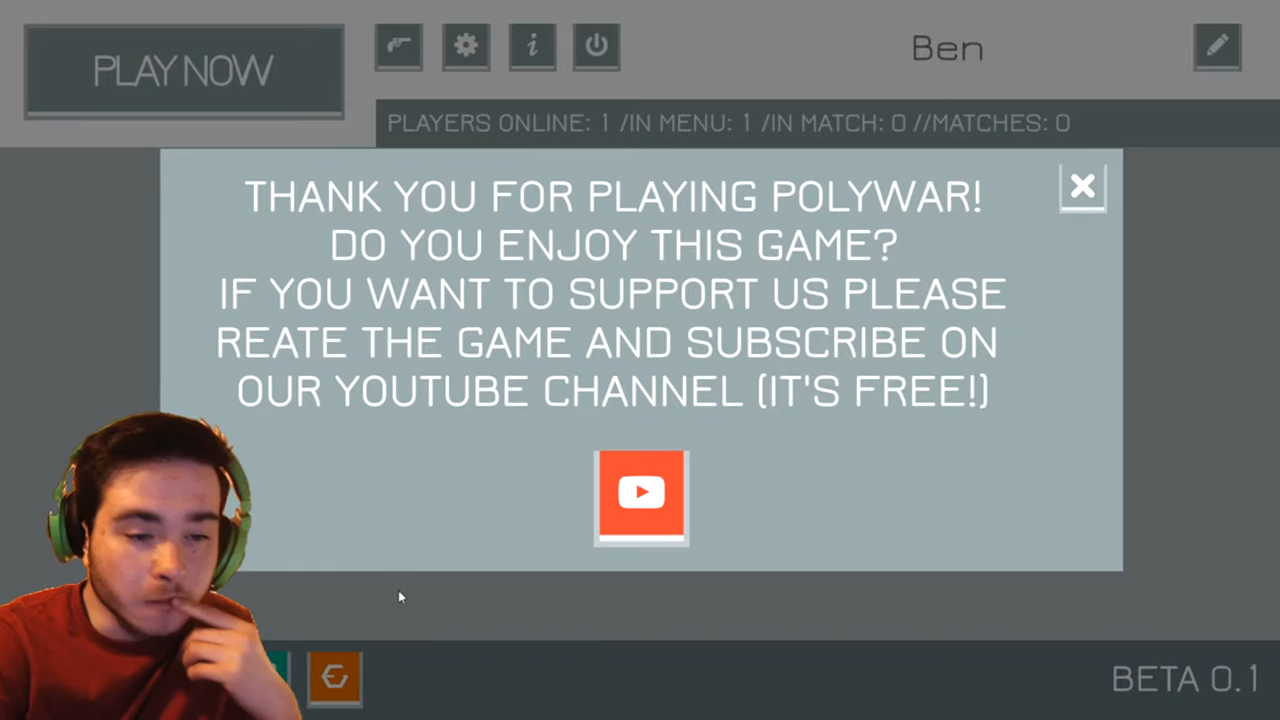 PLAY NOW
Ben
PLAYERS ONLINE: 1 /IN MENU: 1 /IN MATCH: 0 //MATCHES: 0
THANK YOU FOR PLAYING POLYWAR!
DO YOU ENJOY THIS GAME?
IF YOU WANT TO SUPPORT US PLEASE
REATE THE GAME AND SUBSCRIBE ON
OUR YOUTUBE CHANNEL (IT'S FREE!)
BETA 0.1